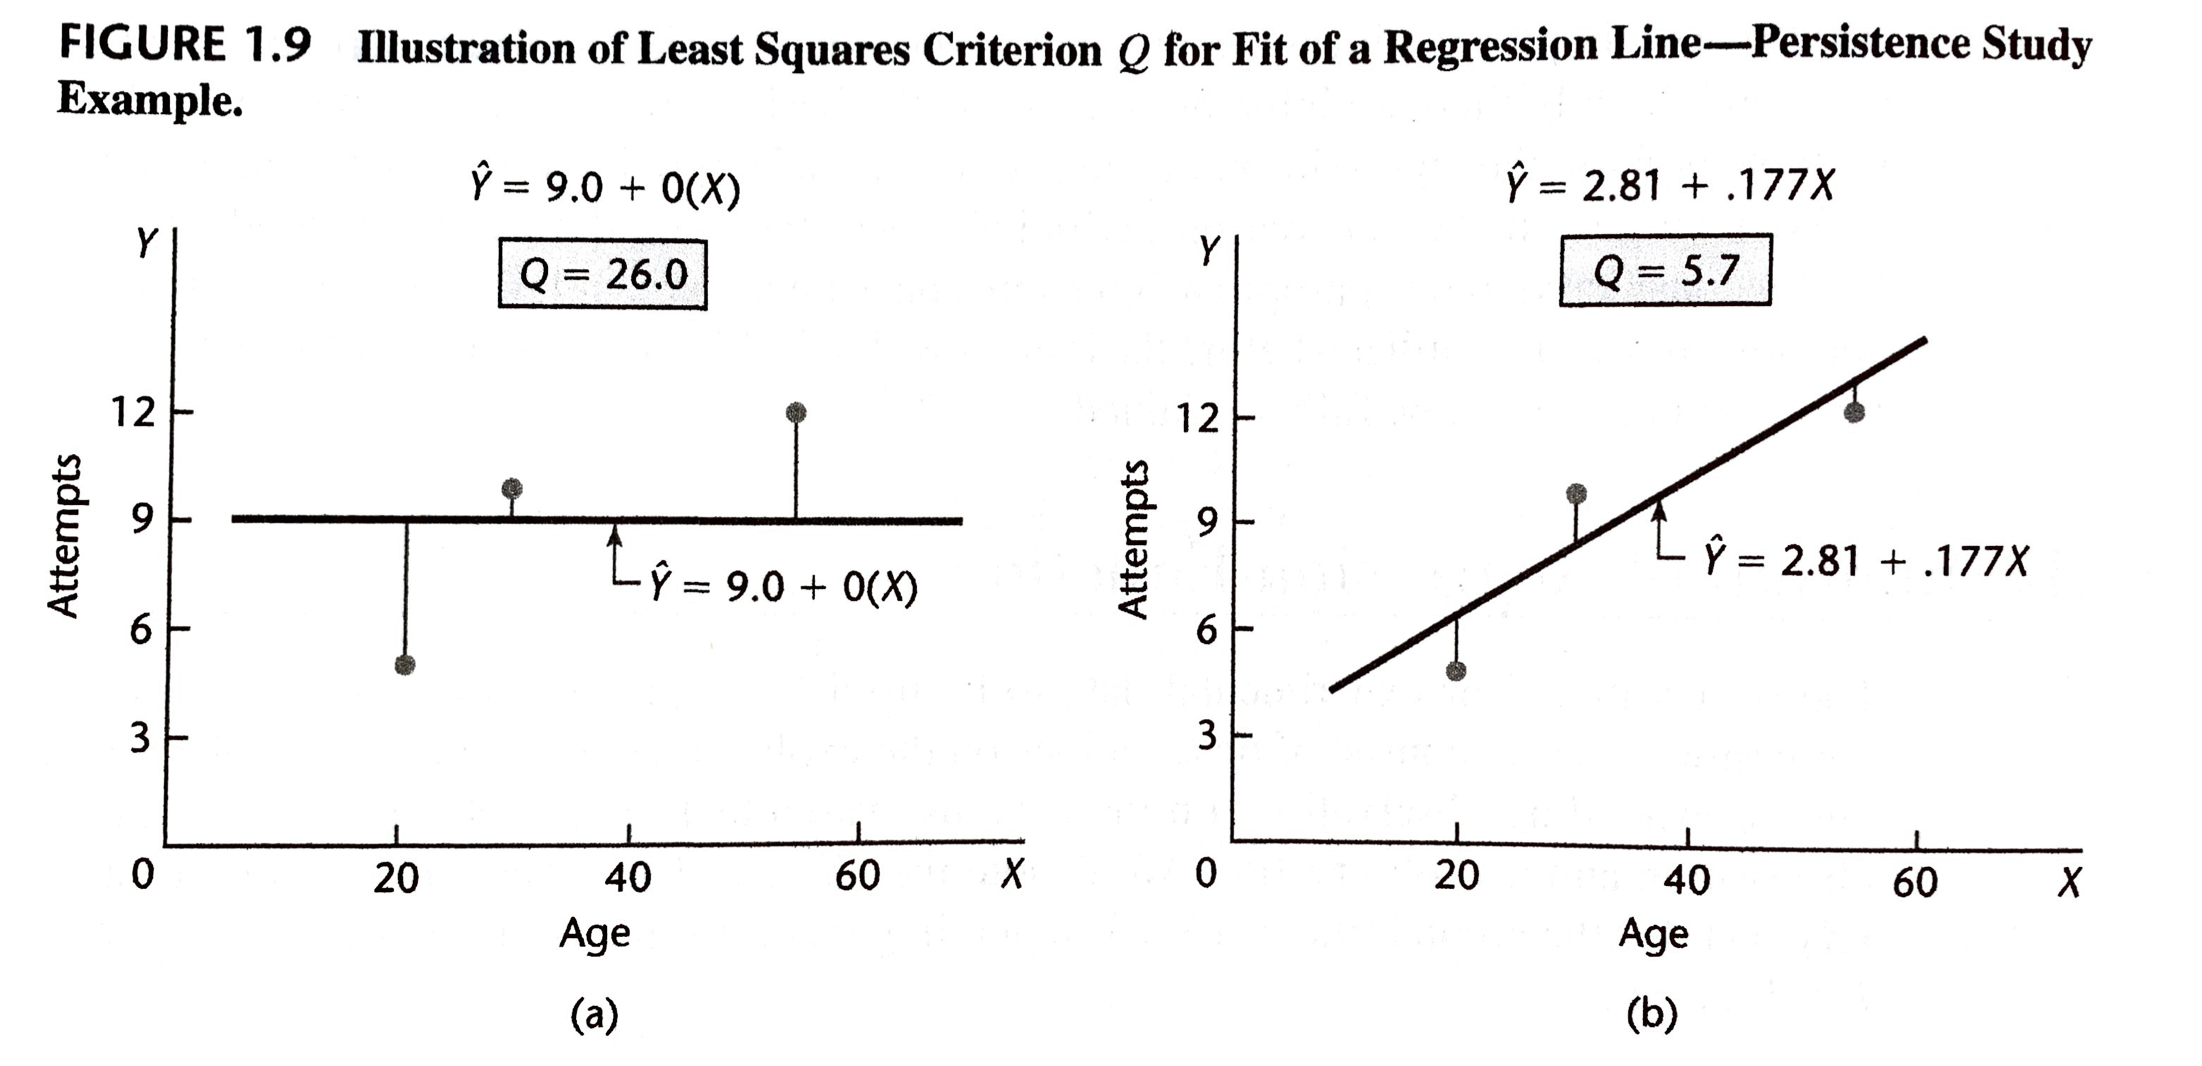 FIGURE 1.9 Illustration of Least Squares Criterion Q for Fit of a Regression Line—Persistence Study
Example.
Ŷ = 9.0 + 0(X)
Q = 26.0
Y
12
9
6
3
0
Attempts
Ŷ = 9.0 + 0(X)
20
40
60
X
Age
(a)
Ŷ = 2.81 + .177X
Q = 5.7
Y
12
9
6
3
0
Attempts
Ŷ = 2.81 + .177X
20
40
60
X
Age
(b)